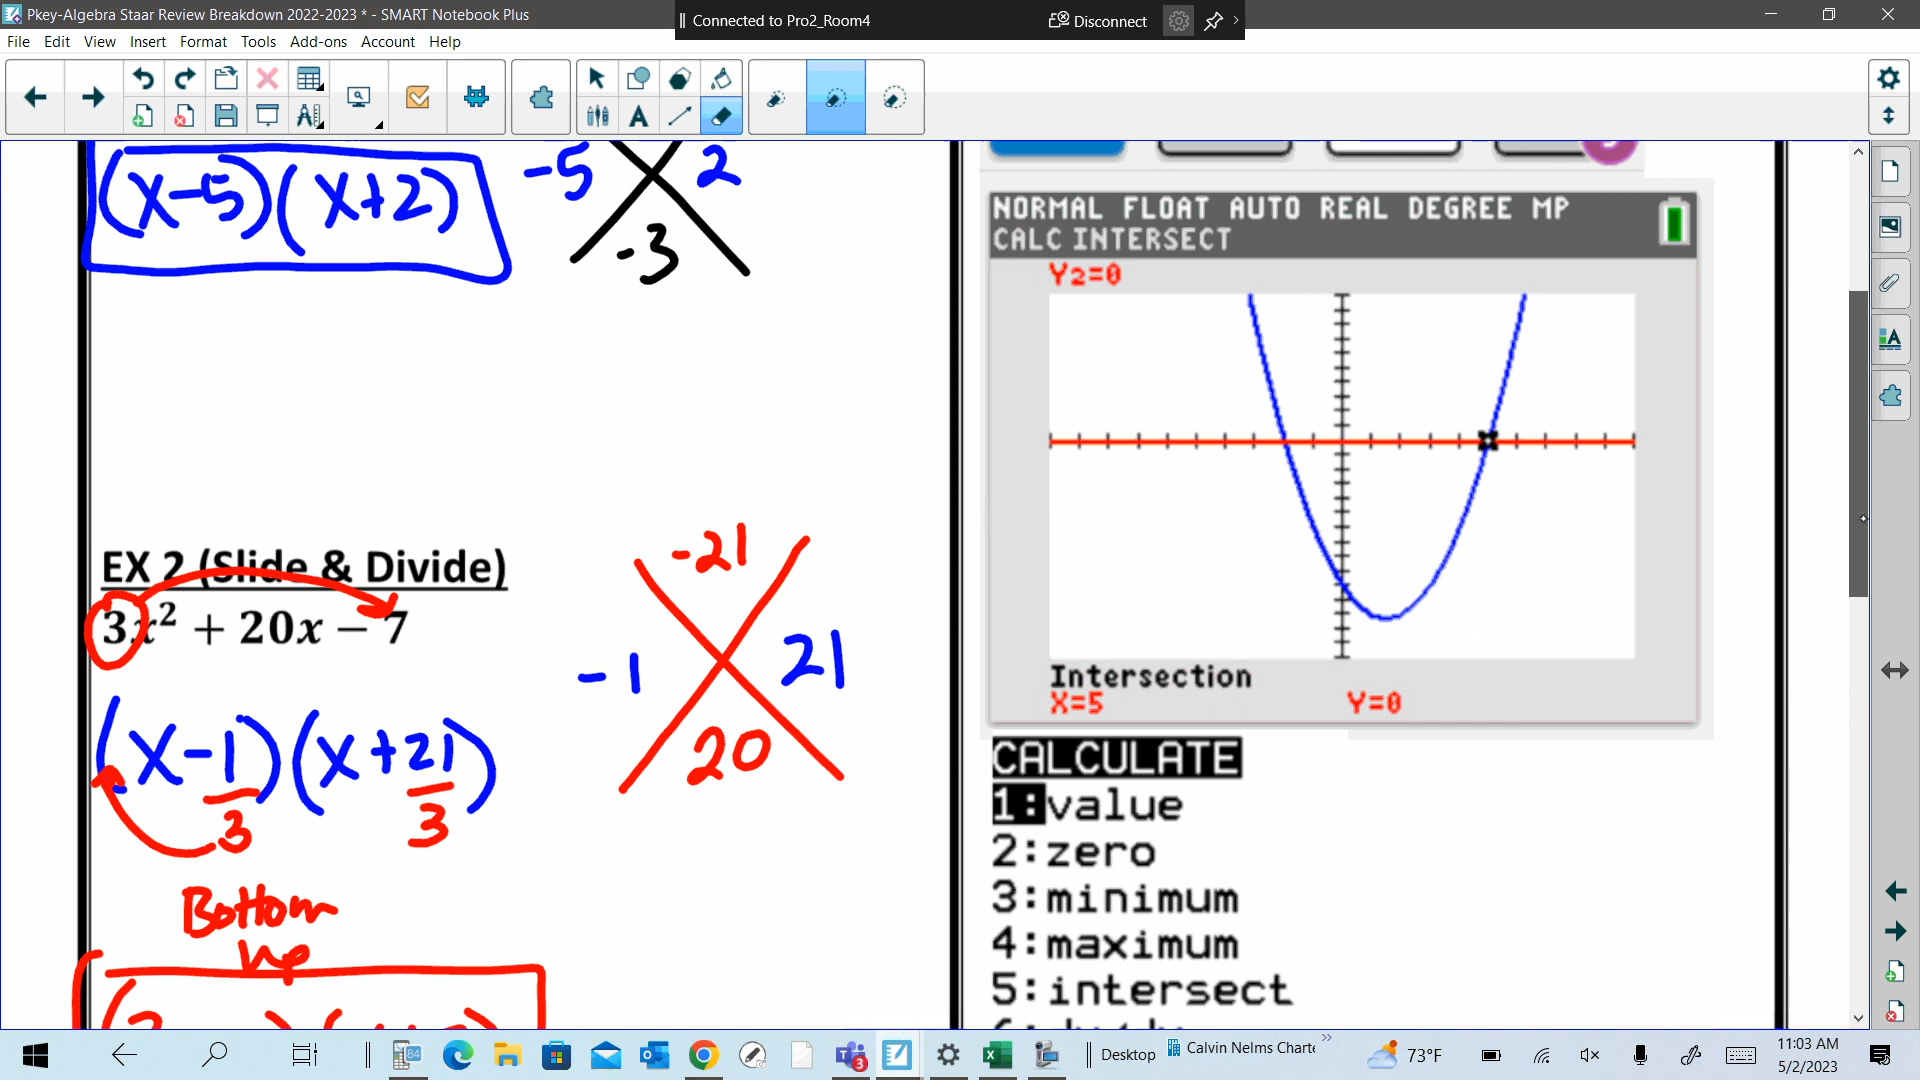 Pkey-Algebra Staar Review Breakdown 2022-2023 * - SMART Notebook Plus
Connected to Pro2_Room4
Disconnect
File Edit View Insert Format Tools Add-ons Account Help
(x-5)(x+2)
-5 2
-3
NORMAL FLOAT AUTO REAL DEGREE MP
CALC INTERSECT
Y2=0
Intersection
X=5 Y=0
EX 2 (Slide & Divide)
3x² + 20x − 7
-21
-1 21
20
(x-1/3)(x+21/3)
Bottom
up
CALCULATE
1:value
2:zero
3:minimum
4:maximum
5:intersect
Desktop
Calvin Nelms Charte
73°F
11:03 AM
5/2/2023